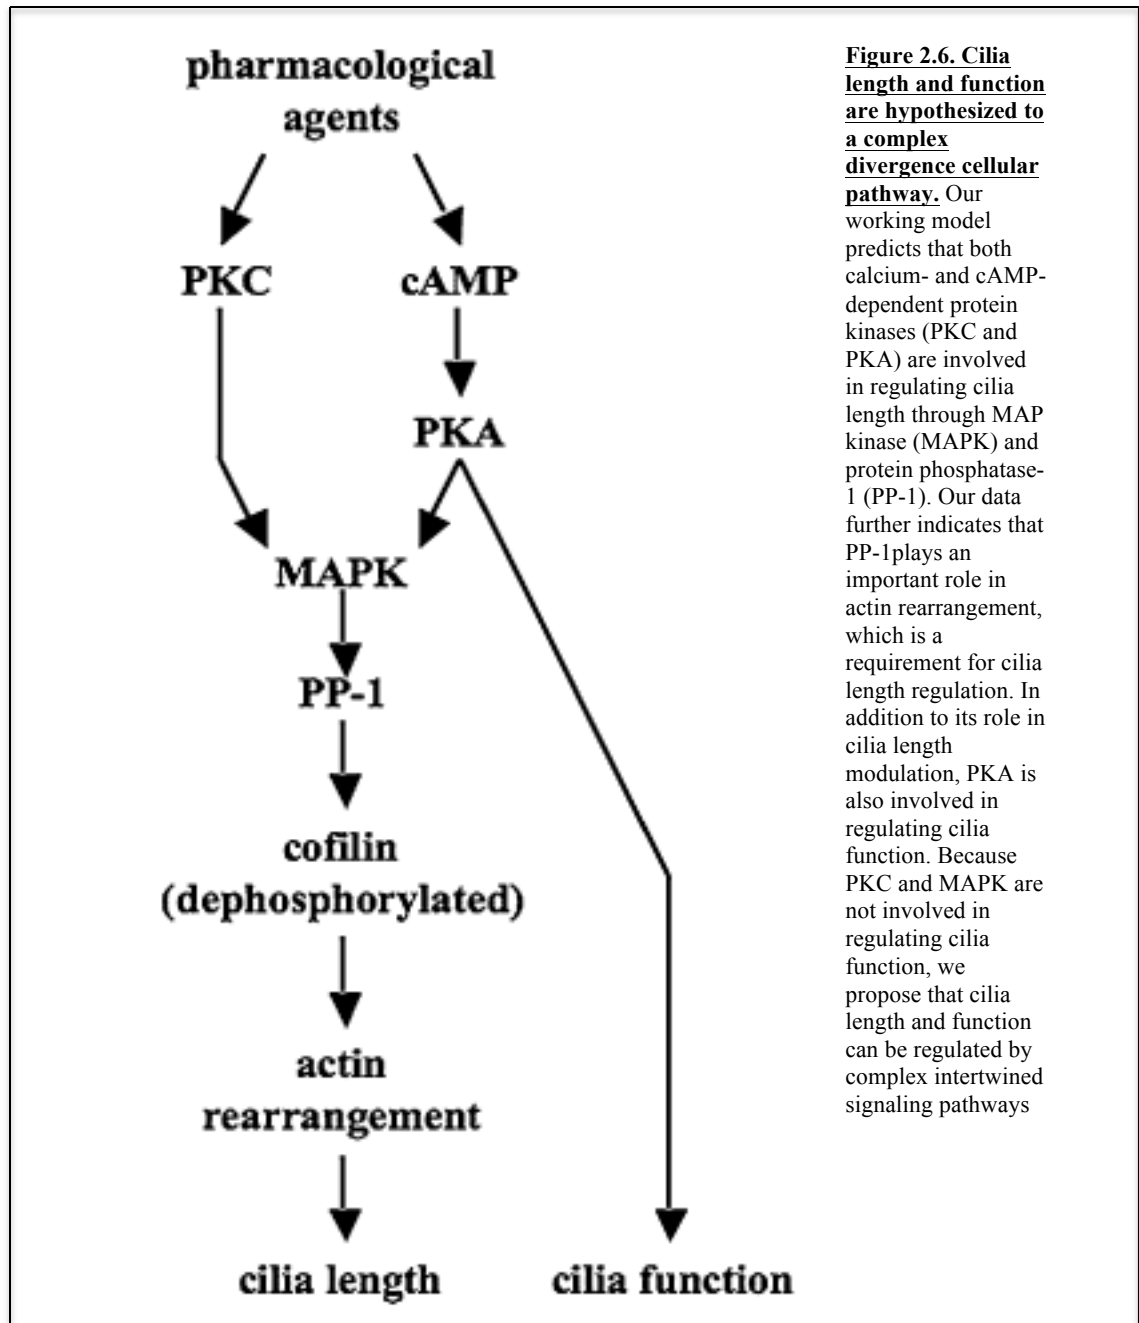 pharmacological
agents
PKC
cAMP
PKA
MAPK
PP-1
cofilin
(dephosphorylated)
actin
rearrangement
cilia length
cilia function
Figure 2.6. Cilia
length and function
are hypothesized to
a complex
divergence cellular
pathway. Our
working model
predicts that both
calcium- and cAMP-
dependent protein
kinases (PKC and
PKA) are involved
in regulating cilia
length through MAP
kinase (MAPK) and
protein phosphatase-
1 (PP-1). Our data
further indicates that
PP-1plays an
important role in
actin rearrangement,
which is a
requirement for cilia
length regulation. In
addition to its role in
cilia length
modulation, PKA is
also involved in
regulating cilia
function. Because
PKC and MAPK are
not involved in
regulating cilia
function, we
propose that cilia
length and function
can be regulated by
complex intertwined
signaling pathways